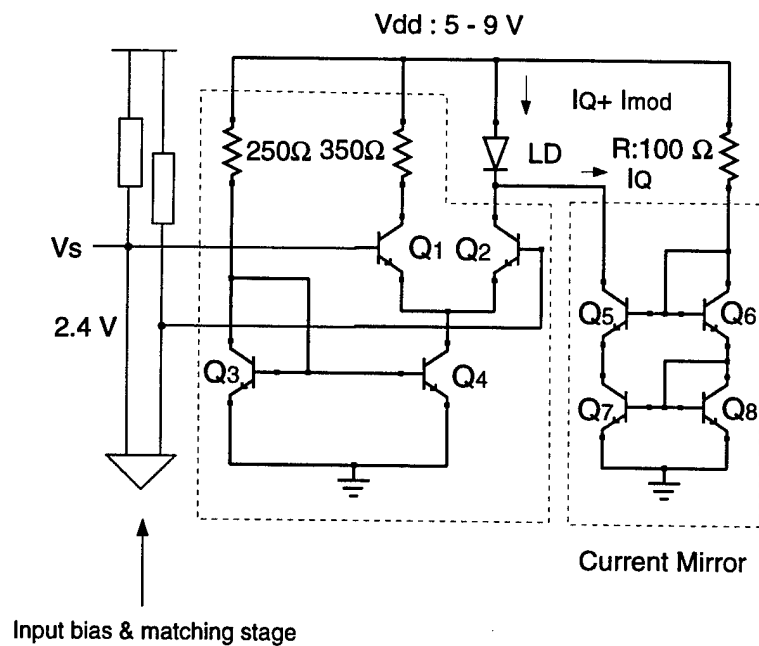 Vdd : 5 - 9 V
IQ+ Imod
250Ω 350Ω
LD
R:100 Ω
IQ
Vs
Q1 Q2
2.4 V
Q5
Q6
Q3
Q4
Q7
Q8
Current Mirror
Input bias & matching stage